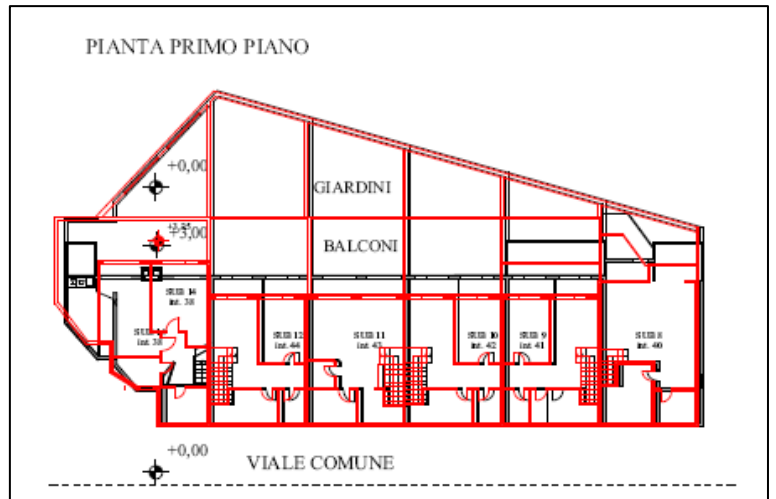 PIANTA PRIMO PIANO
+0,00
GIARDINI
+3,00
BALCONI
SUB 14
int. 38
int. 38
SUB 12
int. 44
SUB 11
SUB 10
int. 42
SUB 9
int. 41
SUB 8
int. 40
+0,00
VIALE COMUNE